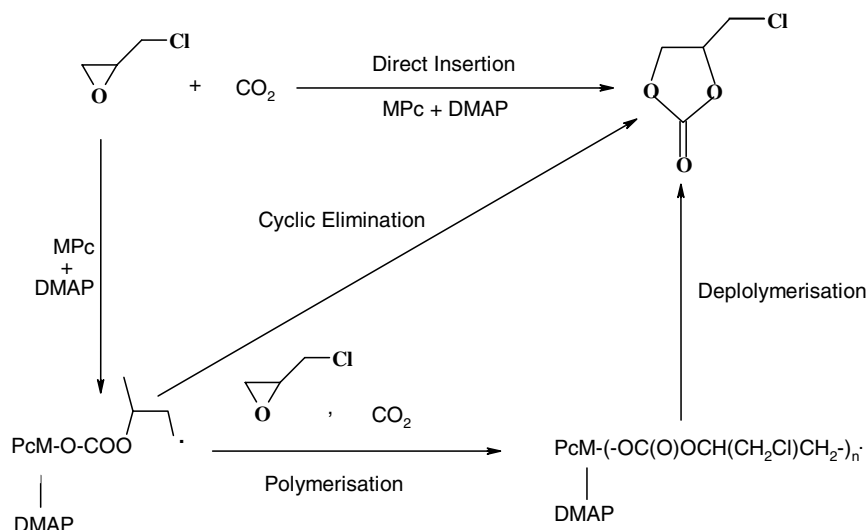 Cl
O
+
CO2
Direct Insertion
MPc + DMAP
Cl
O
O
O
MPc
+
DMAP
Cyclic Elimination
Deplolymerisation
Cl
O
,
CO2
PcM-O-COO
.
DMAP
Polymerisation
PcM-(-OC(O)OCH(CH2Cl)CH2-)n·
DMAP